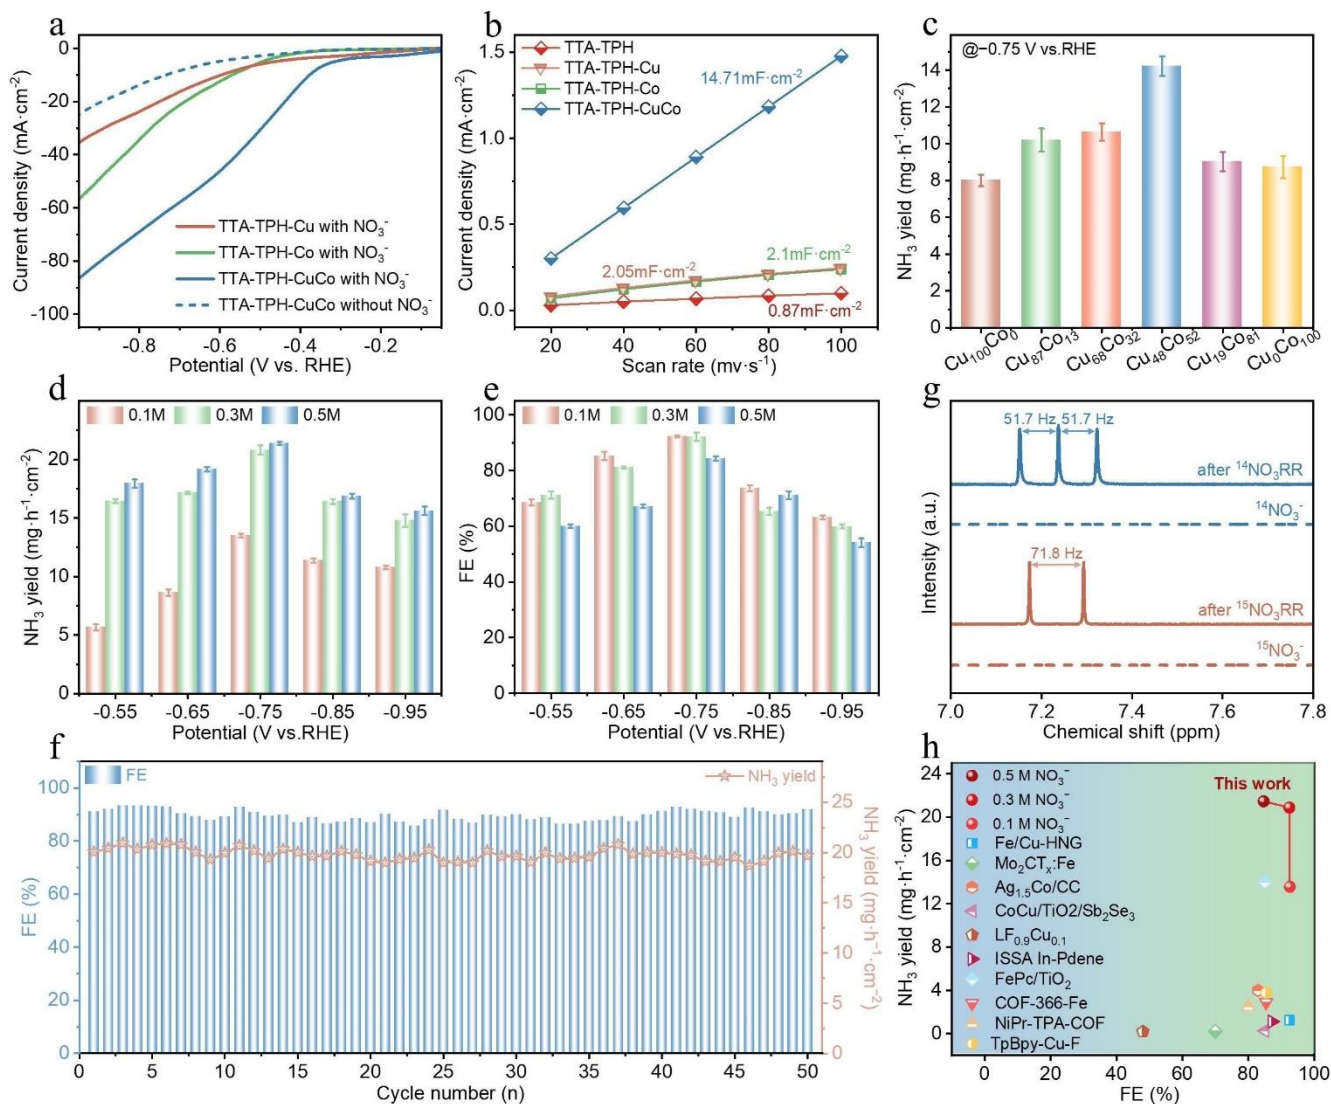 a
Current density (mA·cm⁻²)
0
-20
-40
-60
-80
-100
TTA-TPH-Cu with NO₃⁻
TTA-TPH-Co with NO₃⁻
TTA-TPH-CuCo with NO₃⁻
TTA-TPH-CuCo without NO₃⁻
-0.8 -0.6 -0.4 -0.2
Potential (V vs. RHE)
b
Current density (mA·cm⁻²)
1.5
1.0
0.5
0.0
TTA-TPH
TTA-TPH-Cu
TTA-TPH-Co
TTA-TPH-CuCo
14.71mF·cm⁻²
2.05mF·cm⁻²
2.1mF·cm⁻²
0.87mF·cm⁻²
20 40 60 80 100
Scan rate (mv·s⁻¹)
c
@−0.75 V vs.RHE
NH₃ yield (mg·h⁻¹·cm⁻²)
14
12
10
8
6
4
2
0
Cu₁₀₀Co₀ Cu₈₇Co₁₃ Cu₆₈Co₃₂ Cu₄₈Co₅₂ Cu₁₉Co₈₁ Cu₀Co₁₀₀
d
NH₃ yield (mg·h⁻¹·cm⁻²)
0.1M 0.3M 0.5M
20
15
10
5
0
-0.55 -0.65 -0.75 -0.85 -0.95
Potential (V vs.RHE)
e
FE (%)
0.1M 0.3M 0.5M
100
80
60
40
20
0
-0.55 -0.65 -0.75 -0.85 -0.95
Potential (V vs.RHE)
g
Intensity (a.u.)
51.7 Hz 51.7 Hz
after ¹⁴NO₃RR
¹⁴NO₃⁻
71.8 Hz
after ¹⁵NO₃RR
¹⁵NO₃⁻
7.0 7.2 7.4 7.6 7.8
Chemical shift (ppm)
f
FE (%)
FE
NH₃ yield
100
80
60
40
20
0
25
20
15
10
5
0
NH₃ yield (mg·h⁻¹·cm⁻²)
0 5 10 15 20 25 30 35 40 45 50
Cycle number (n)
h
NH₃ yield (mg·h⁻¹·cm⁻²)
24
20
16
12
8
4
0
0.5 M NO₃⁻
0.3 M NO₃⁻
0.1 M NO₃⁻
Fe/Cu-HNG
Mo₂CTₓ:Fe
Ag₁.₅Co/CC
CoCu/TiO2/Sb₂Se₃
LF₀.₉Cu₀.₁
ISSA In-Pdene
FePc/TiO₂
COF-366-Fe
NiPr-TPA-COF
TpBpy-Cu-F
This work
0 20 40 60 80 100
FE (%)